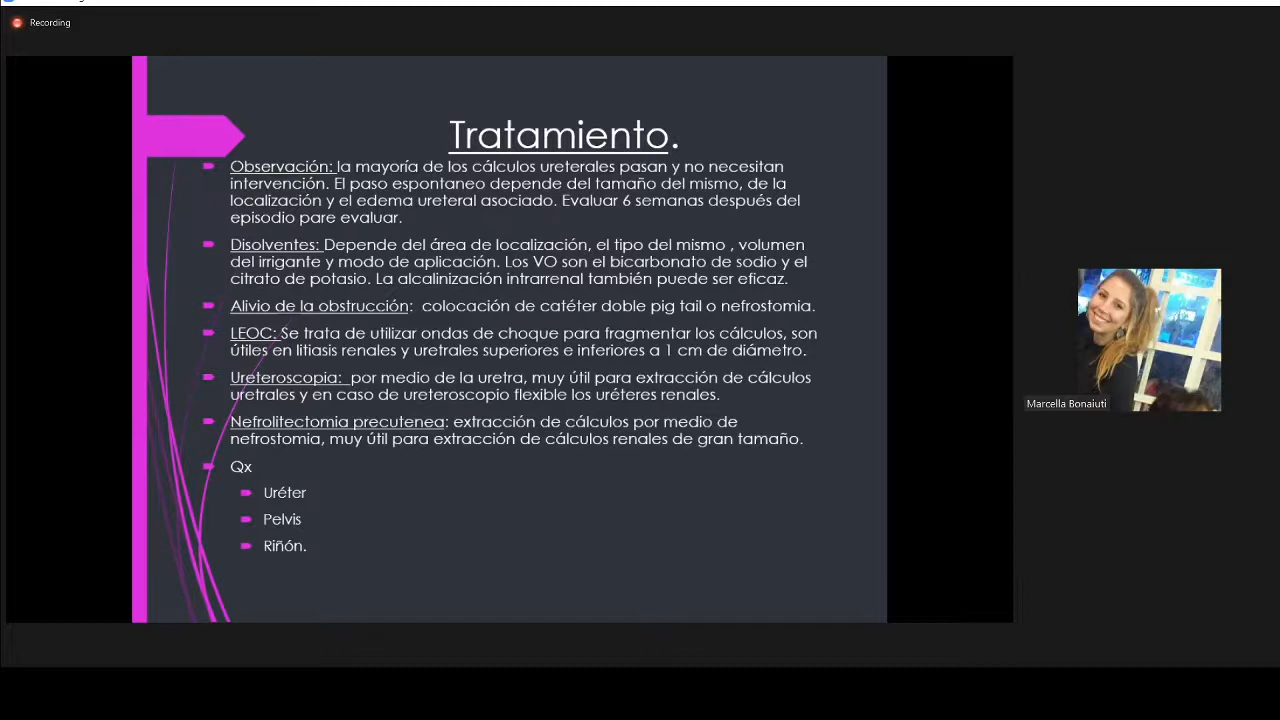 Recording
Tratamiento.
Observación: la mayoría de los cálculos ureterales pasan y no necesitan
intervención. El paso espontaneo depende del tamaño del mismo, de la
localización y el edema ureteral asociado. Evaluar 6 semanas después del
episodio pare evaluar.
Disolventes: Depende del área de localización, el tipo del mismo , volumen
del irrigante y modo de aplicación. Los VO son el bicarbonato de sodio y el
citrato de potasio. La alcalinización intrarrenal también puede ser eficaz.
Alivio de la obstrucción: colocación de catéter doble pig tail o nefrostomia.
LEOC: Se trata de utilizar ondas de choque para fragmentar los cálculos, son
útiles en litiasis renales y uretrales superiores e inferiores a 1 cm de diámetro.
Ureteroscopia: por medio de la uretra, muy útil para extracción de cálculos
uretrales y en caso de ureteroscopio flexible los uréteres renales.
Nefrolitectomia precutenea: extracción de cálculos por medio de
nefrostomia, muy útil para extracción de cálculos renales de gran tamaño.
Qx
Uréter
Pelvis
Riñón.
Marcella Bonaiuti